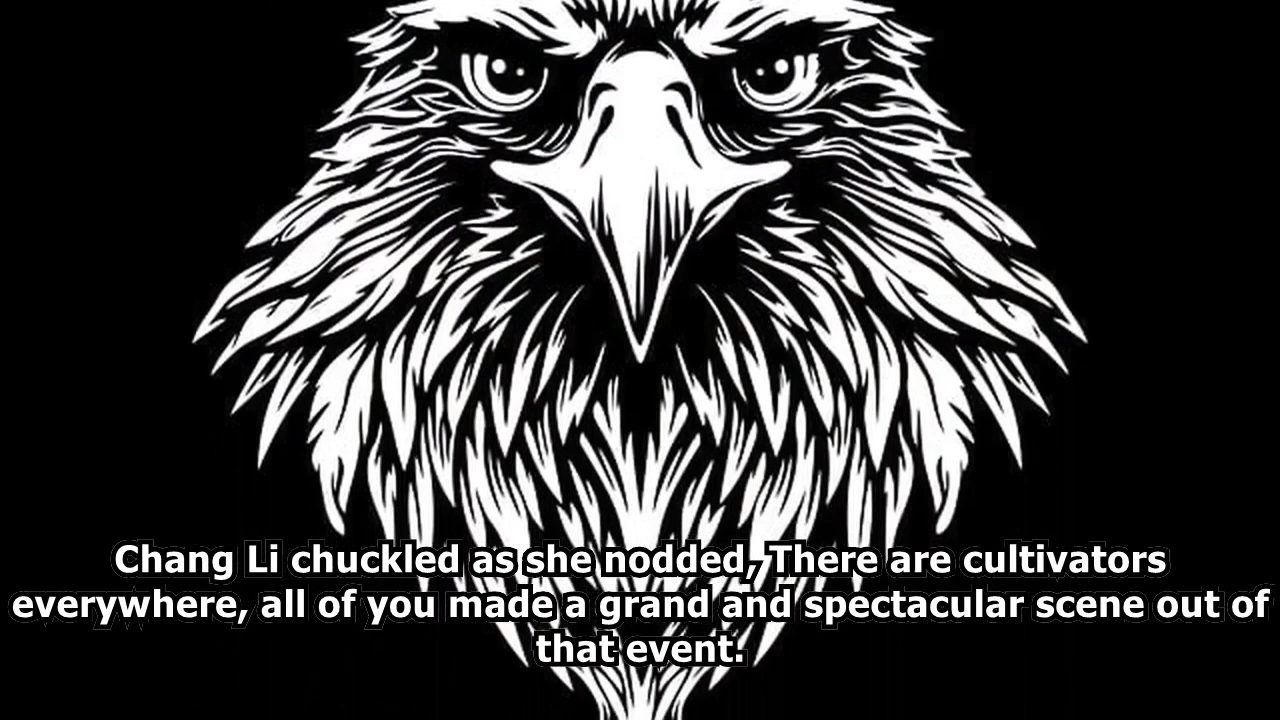 Chang Li chuckled as she nodded, There are cultivators
everywhere, all of you made a grand and spectacular scene out of
that event.